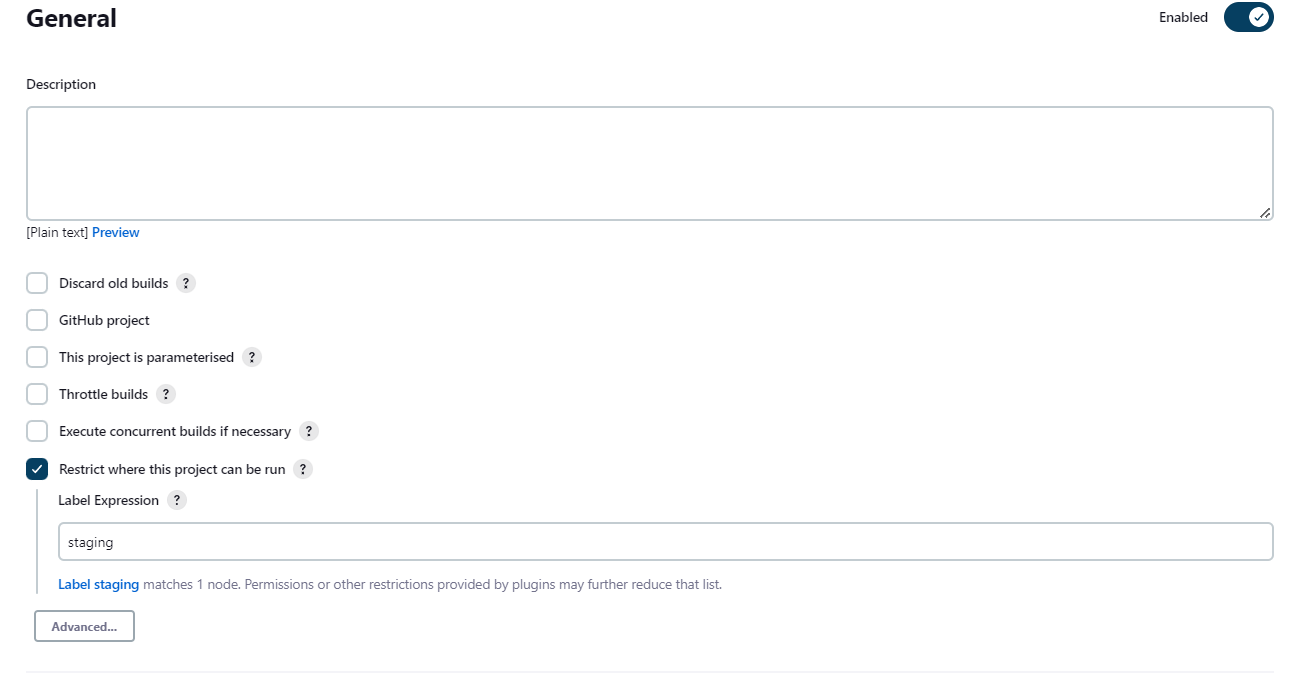 General
Enabled
Description
[Plain text] Preview
Discard old builds ?
GitHub project
This project is parameterised ?
Throttle builds ?
Execute concurrent builds if necessary ?
Restrict where this project can be run ?
Label Expression ?
staging
Label staging matches 1 node. Permissions or other restrictions provided by plugins may further reduce that list.
Advanced...